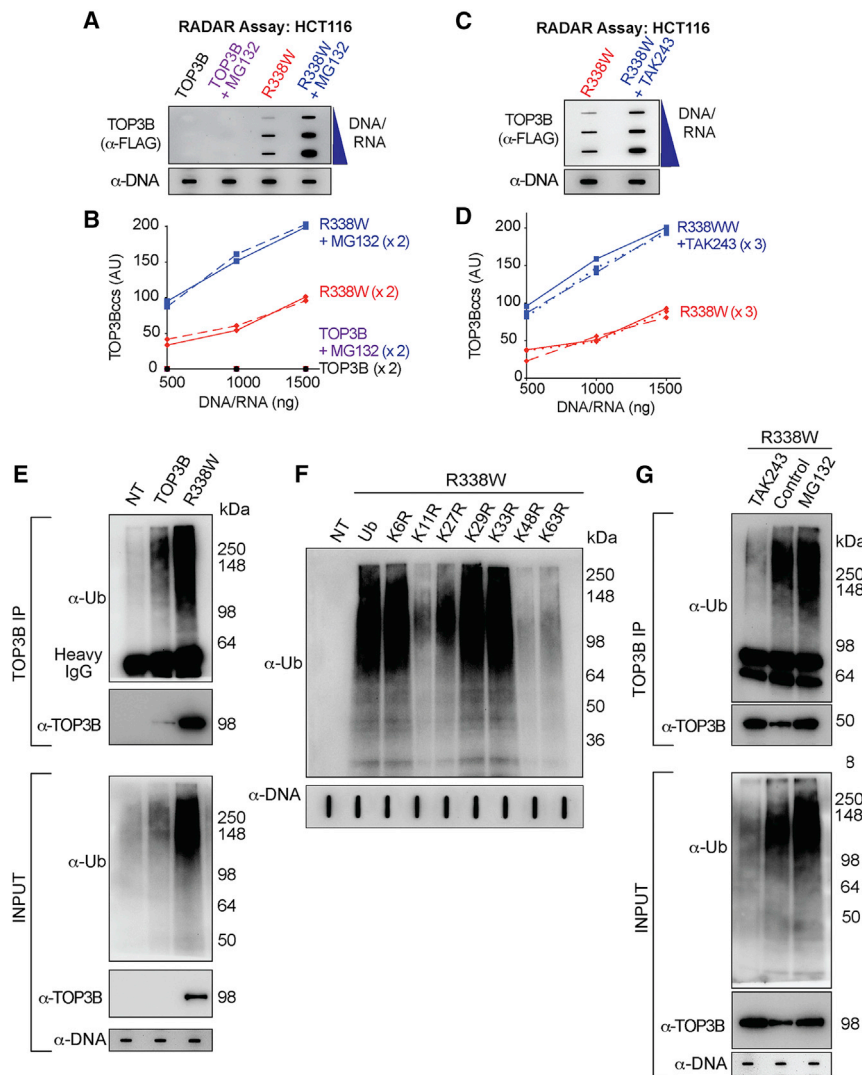 A
RADAR Assay: HCT116
TOP3B
TOP3B + MG132
R338W
R338W + MG132
TOP3B (α-FLAG)
DNA/RNA
α-DNA
B
TOP3Bccs (AU)
200
150
100
50
0
500
1000
1500
DNA/RNA (ng)
R338W + MG132 (x 2)
R338W (x 2)
TOP3B + MG132 (x 2)
TOP3B (x 2)
C
RADAR Assay: HCT116
R338W
R338W + TAK243
TOP3B (α-FLAG)
DNA/RNA
α-DNA
D
TOP3Bccs (AU)
200
150
100
50
0
500
1000
1500
DNA/RNA (ng)
R338WW +TAK243 (x 3)
R338W (x 3)
E
NT
TOP3B
R338W
kDa
TOP3B IP
α-Ub
250
148
98
64
Heavy IgG
α-TOP3B
98
INPUT
α-Ub
250
148
98
64
50
α-TOP3B
98
α-DNA
F
R338W
NT
Ub
K6R
K11R
K27R
K29R
K33R
K48R
K63R
kDa
α-Ub
250
148
98
64
50
36
α-DNA
G
R338W
TAK243
Control
MG132
kDa
TOP3B IP
α-Ub
250
148
98
64
α-TOP3B
50
INPUT
α-Ub
250
148
98
64
50
α-TOP3B
98
α-DNA